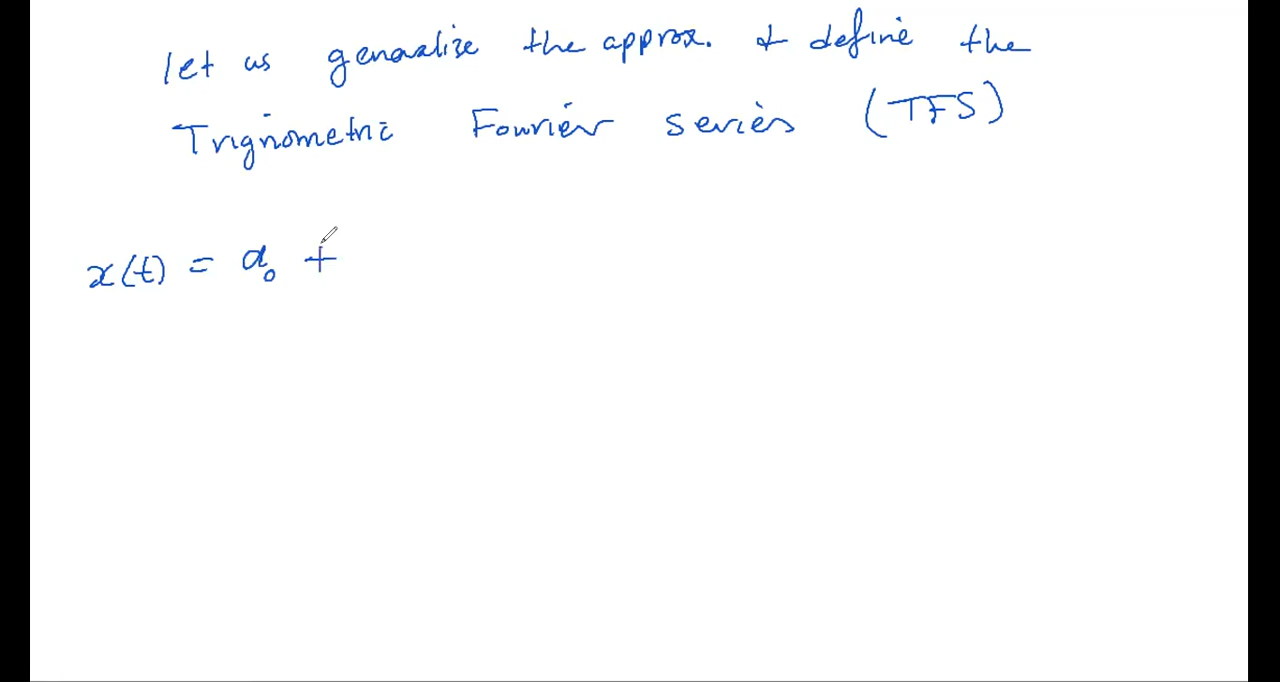 let us generalize the approx. & define the
Trignometric Fourier series (TFS)
x(t) = a₀ +